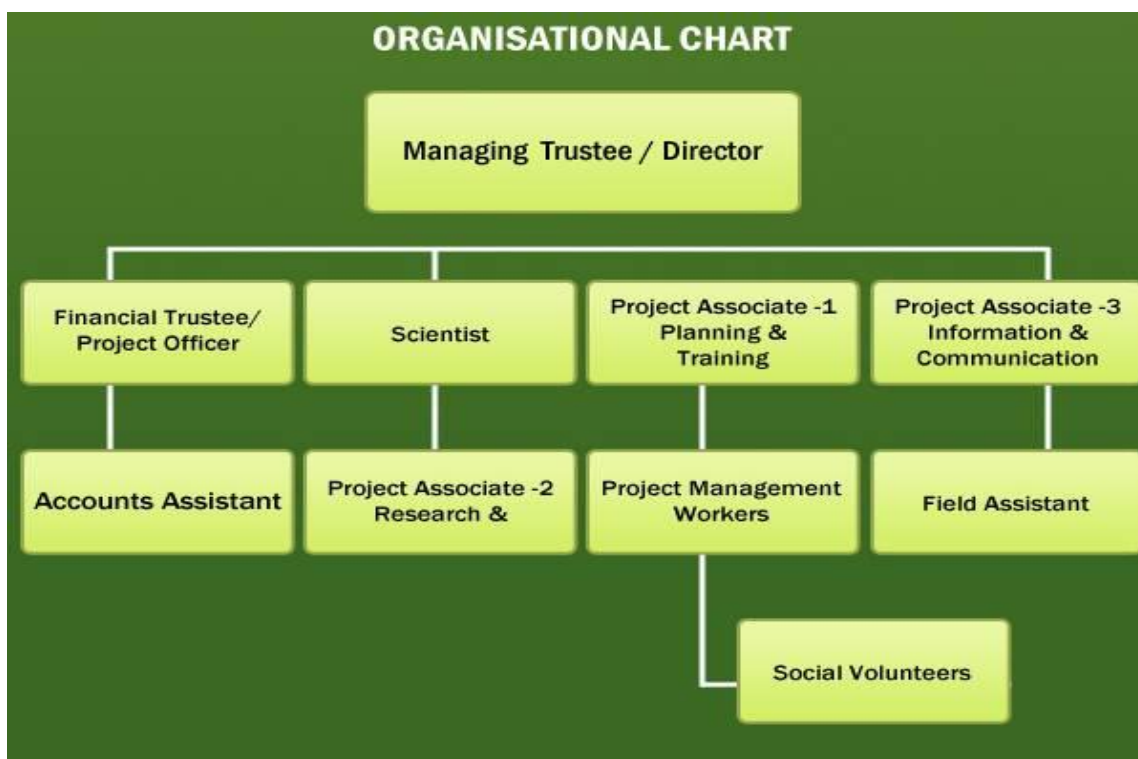 ORGANISATIONAL CHART
Managing Trustee / Director
Financial Trustee/
Project Officer
Scientist
Project Associate -1
Planning &
Training
Project Associate -3
Information &
Communication
Accounts Assistant
Project Associate -2
Research &
Project Management
Workers
Field Assistant
Social Volunteers